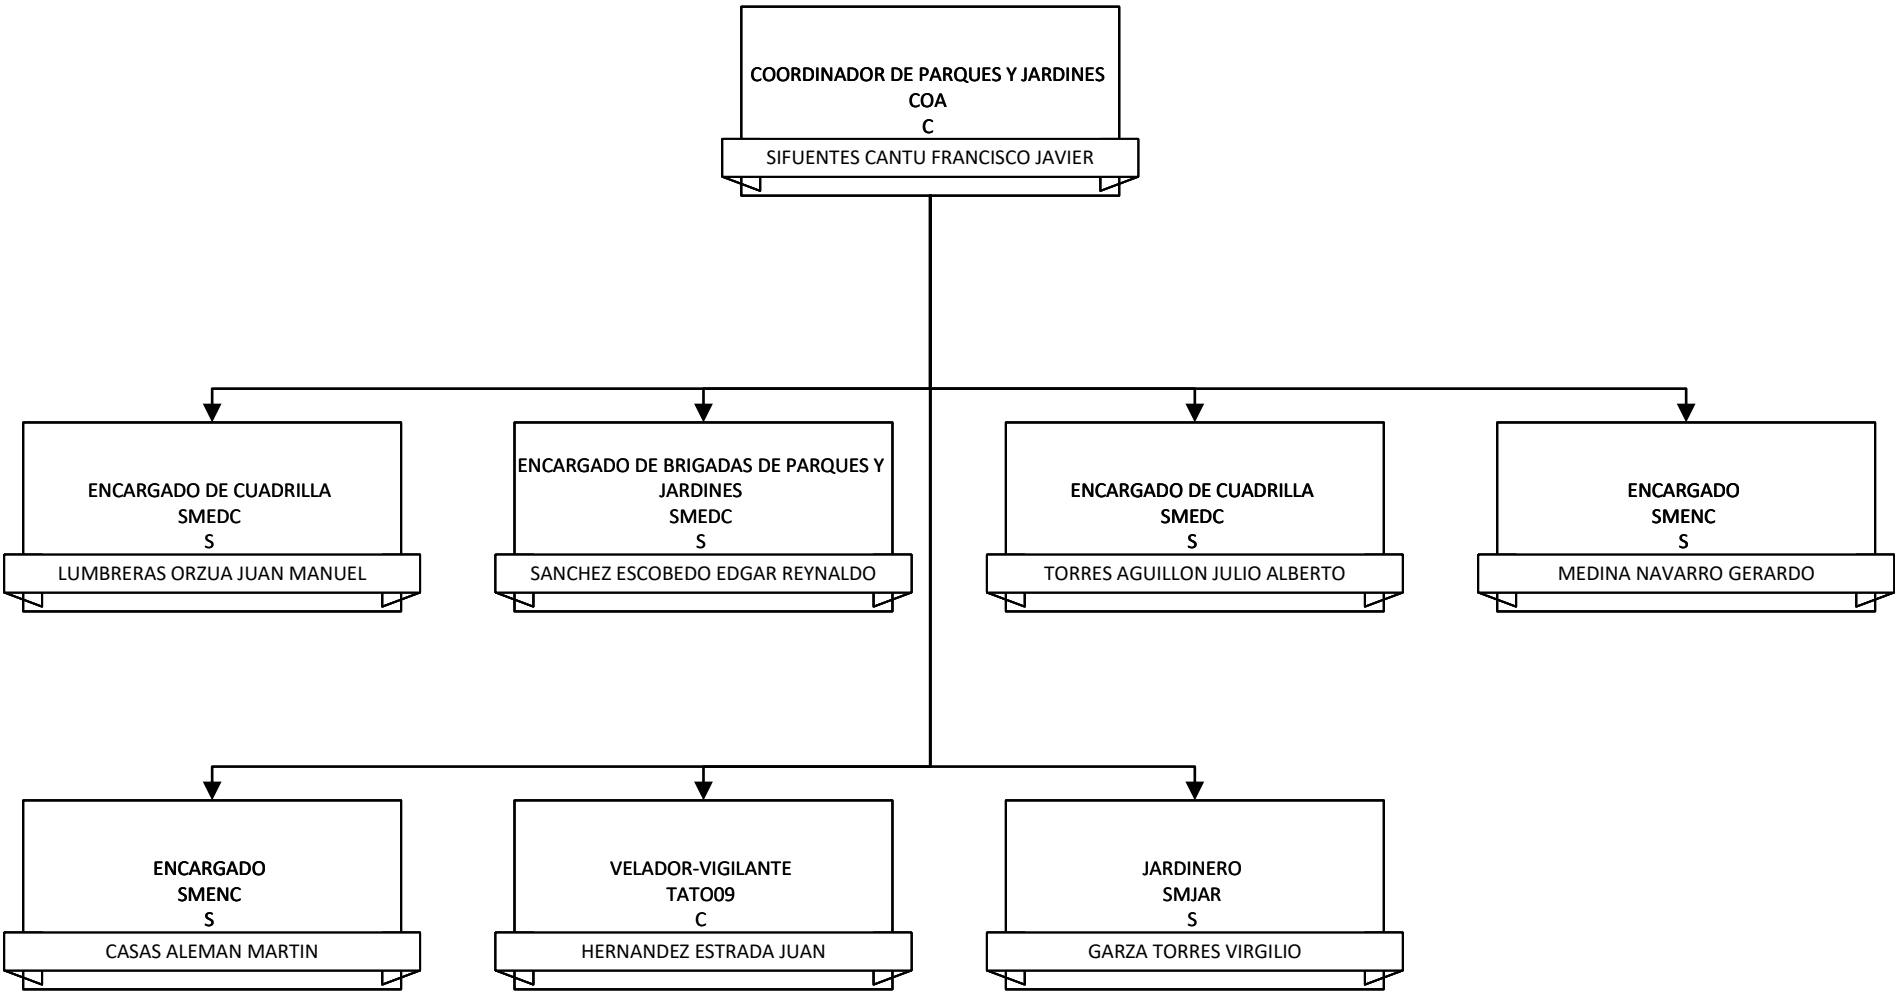 COORDINADOR DE PARQUES Y JARDINES
COA
C
SIFUENTES CANTU FRANCISCO JAVIER
ENCARGADO DE CUADRILLA
SMEDC
S
LUMBRERAS ORZUA JUAN MANUEL
ENCARGADO DE BRIGADAS DE PARQUES Y
JARDINES
SMEDC
S
SANCHEZ ESCOBEDO EDGAR REYNALDO
ENCARGADO DE CUADRILLA
SMEDC
S
TORRES AGUILLON JULIO ALBERTO
ENCARGADO
SMENC
S
MEDINA NAVARRO GERARDO
ENCARGADO
SMENC
S
CASAS ALEMAN MARTIN
VELADOR-VIGILANTE
TATO09
C
HERNANDEZ ESTRADA JUAN
JARDINERO
SMJAR
S
GARZA TORRES VIRGILIO